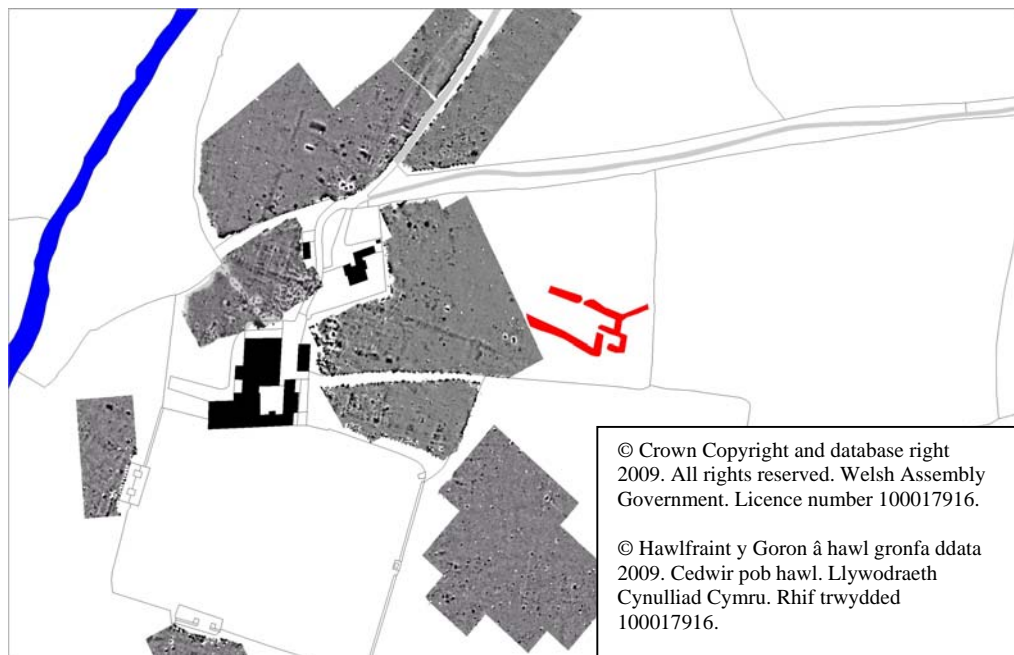 © Crown Copyright and database right
2009. All rights reserved. Welsh Assembly
Government. Licence number 100017916.
© Hawlfraint y Goron â hawl gronfa ddata
2009. Cedwir pob hawl. Llywodraeth
Cynulliad Cymru. Rhif trwydded
100017916.